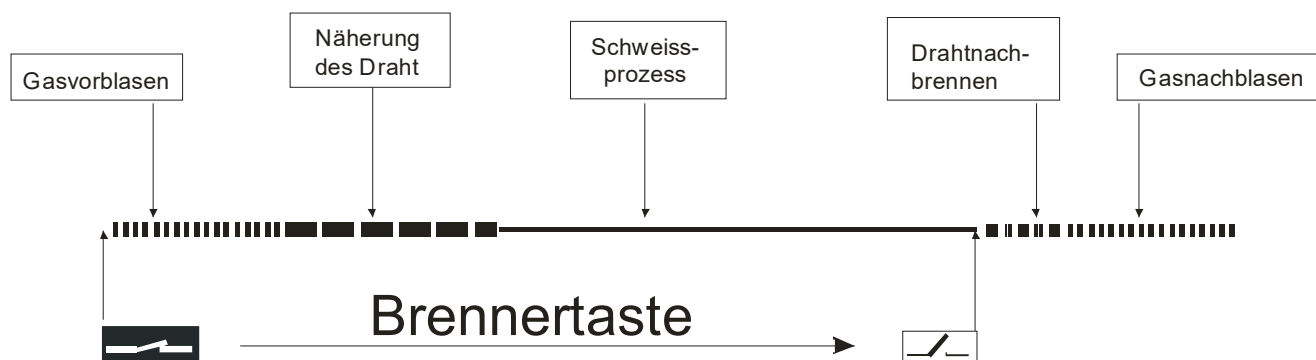 Gasvorblasen
Näherung
des Draht
Schweiss-
prozess
Drahtnach-
brennen
Gasnachblasen
Brennertaste